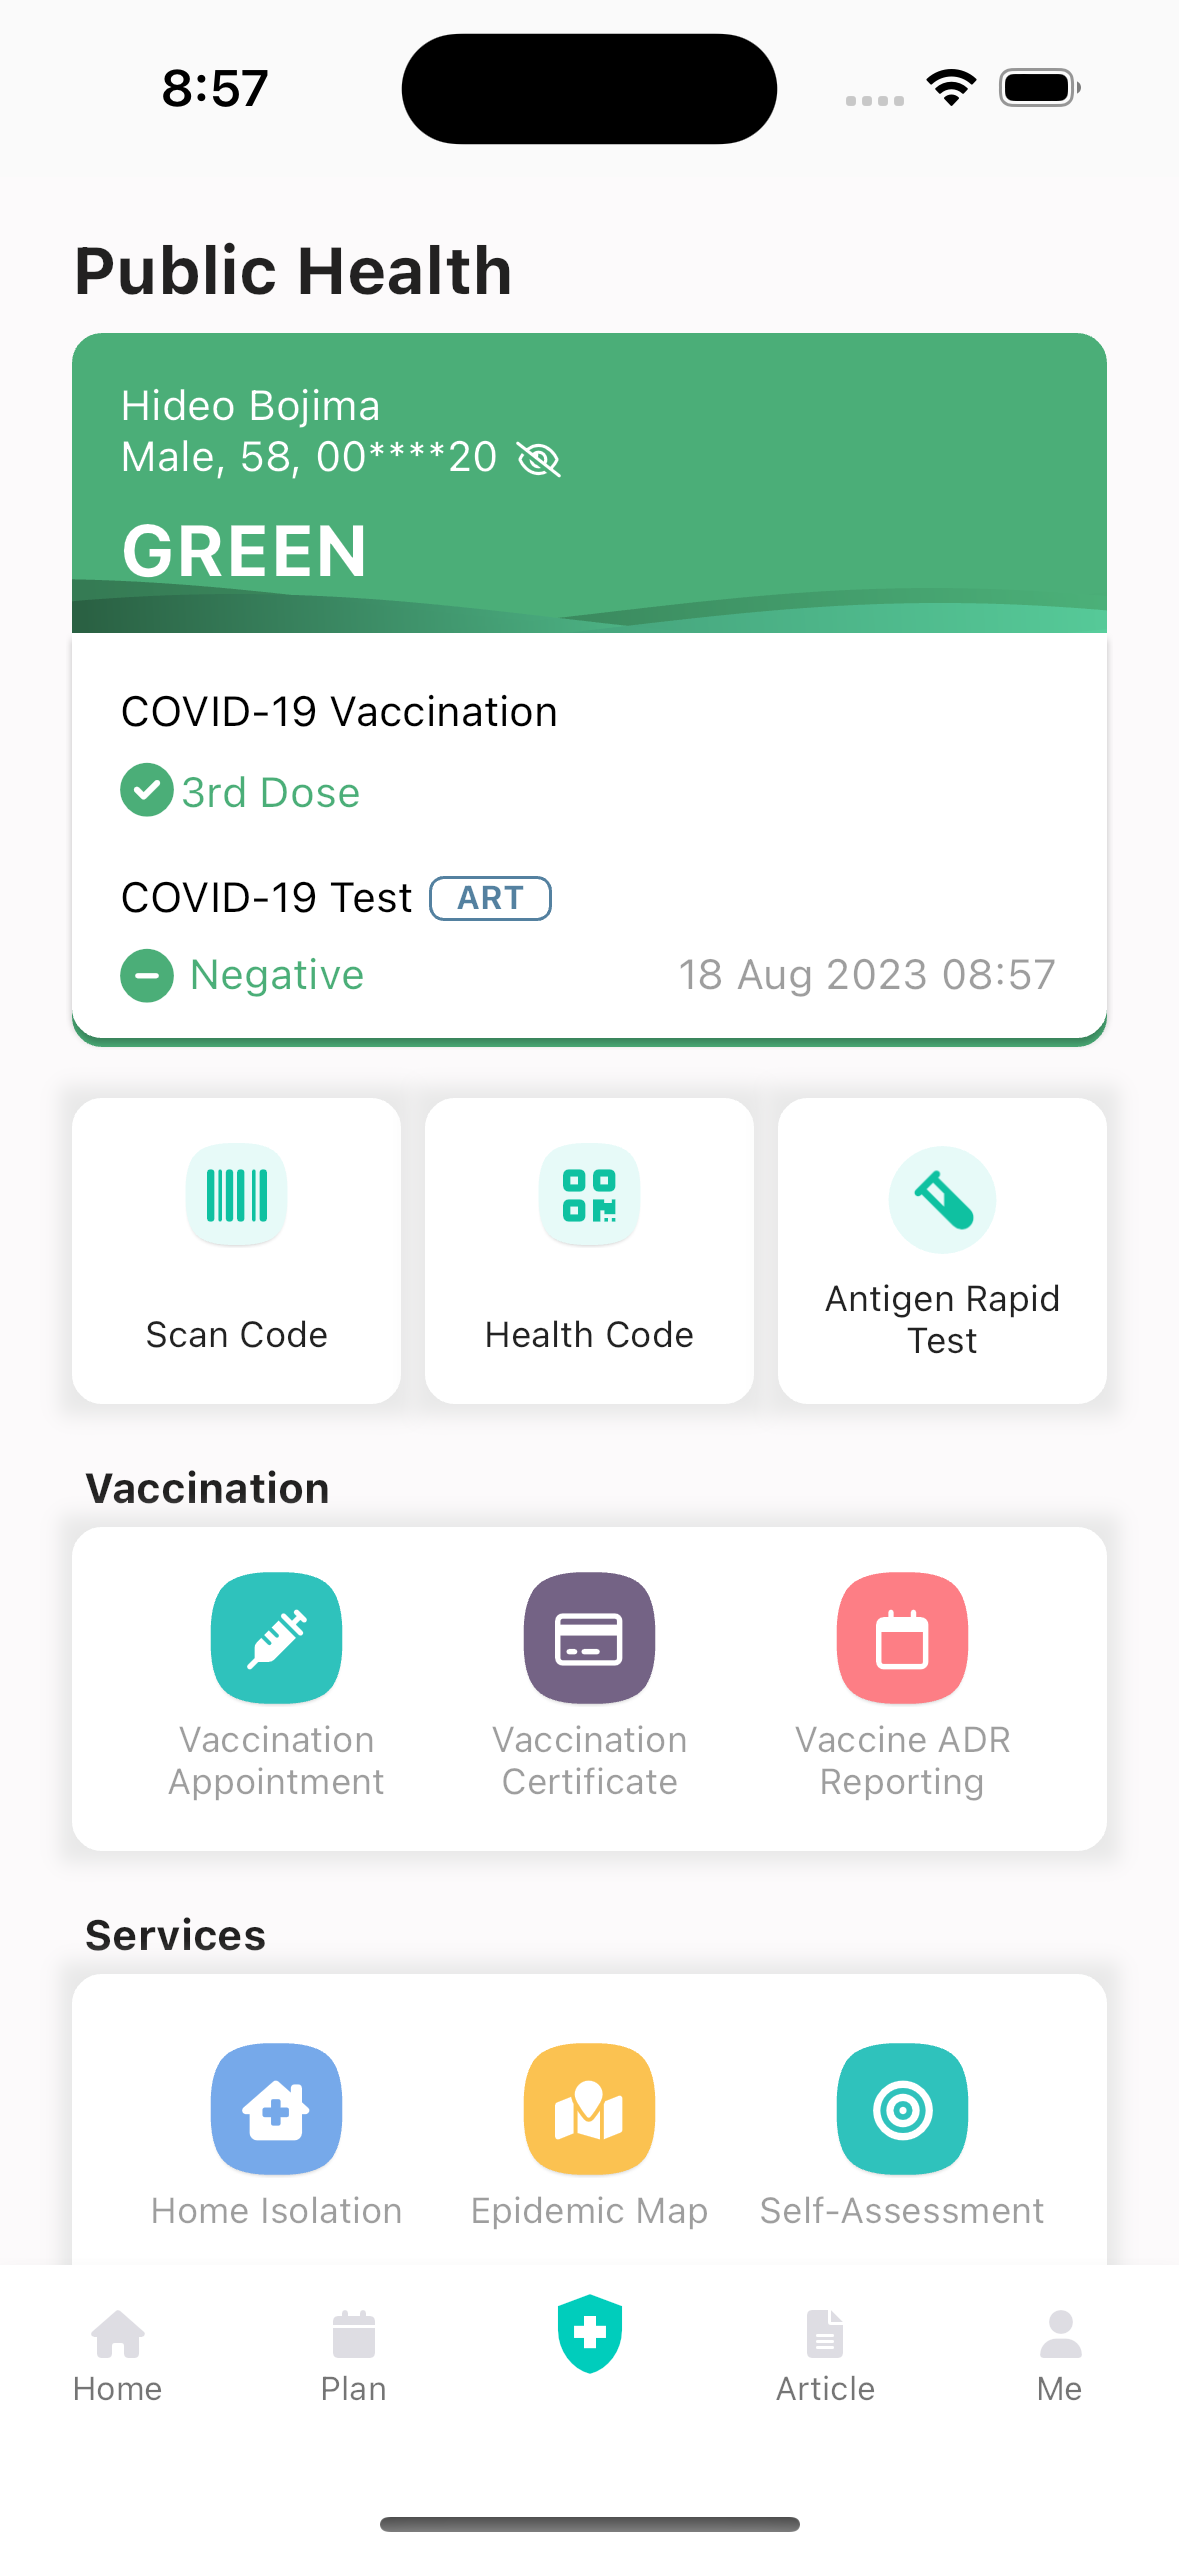 8:57
Public Health
Hideo Bojima
Male, 58, 00****20
GREEN
COVID-19 Vaccination
3rd Dose
COVID-19 Test ART
Negative 18 Aug 2023 08:57
Scan Code
Health Code
Antigen Rapid
Test
Vaccination
Vaccination
Appointment
Vaccination
Certificate
Vaccine ADR
Reporting
Services
Home Isolation
Epidemic Map
Self-Assessment
Home
Plan
Article
Me